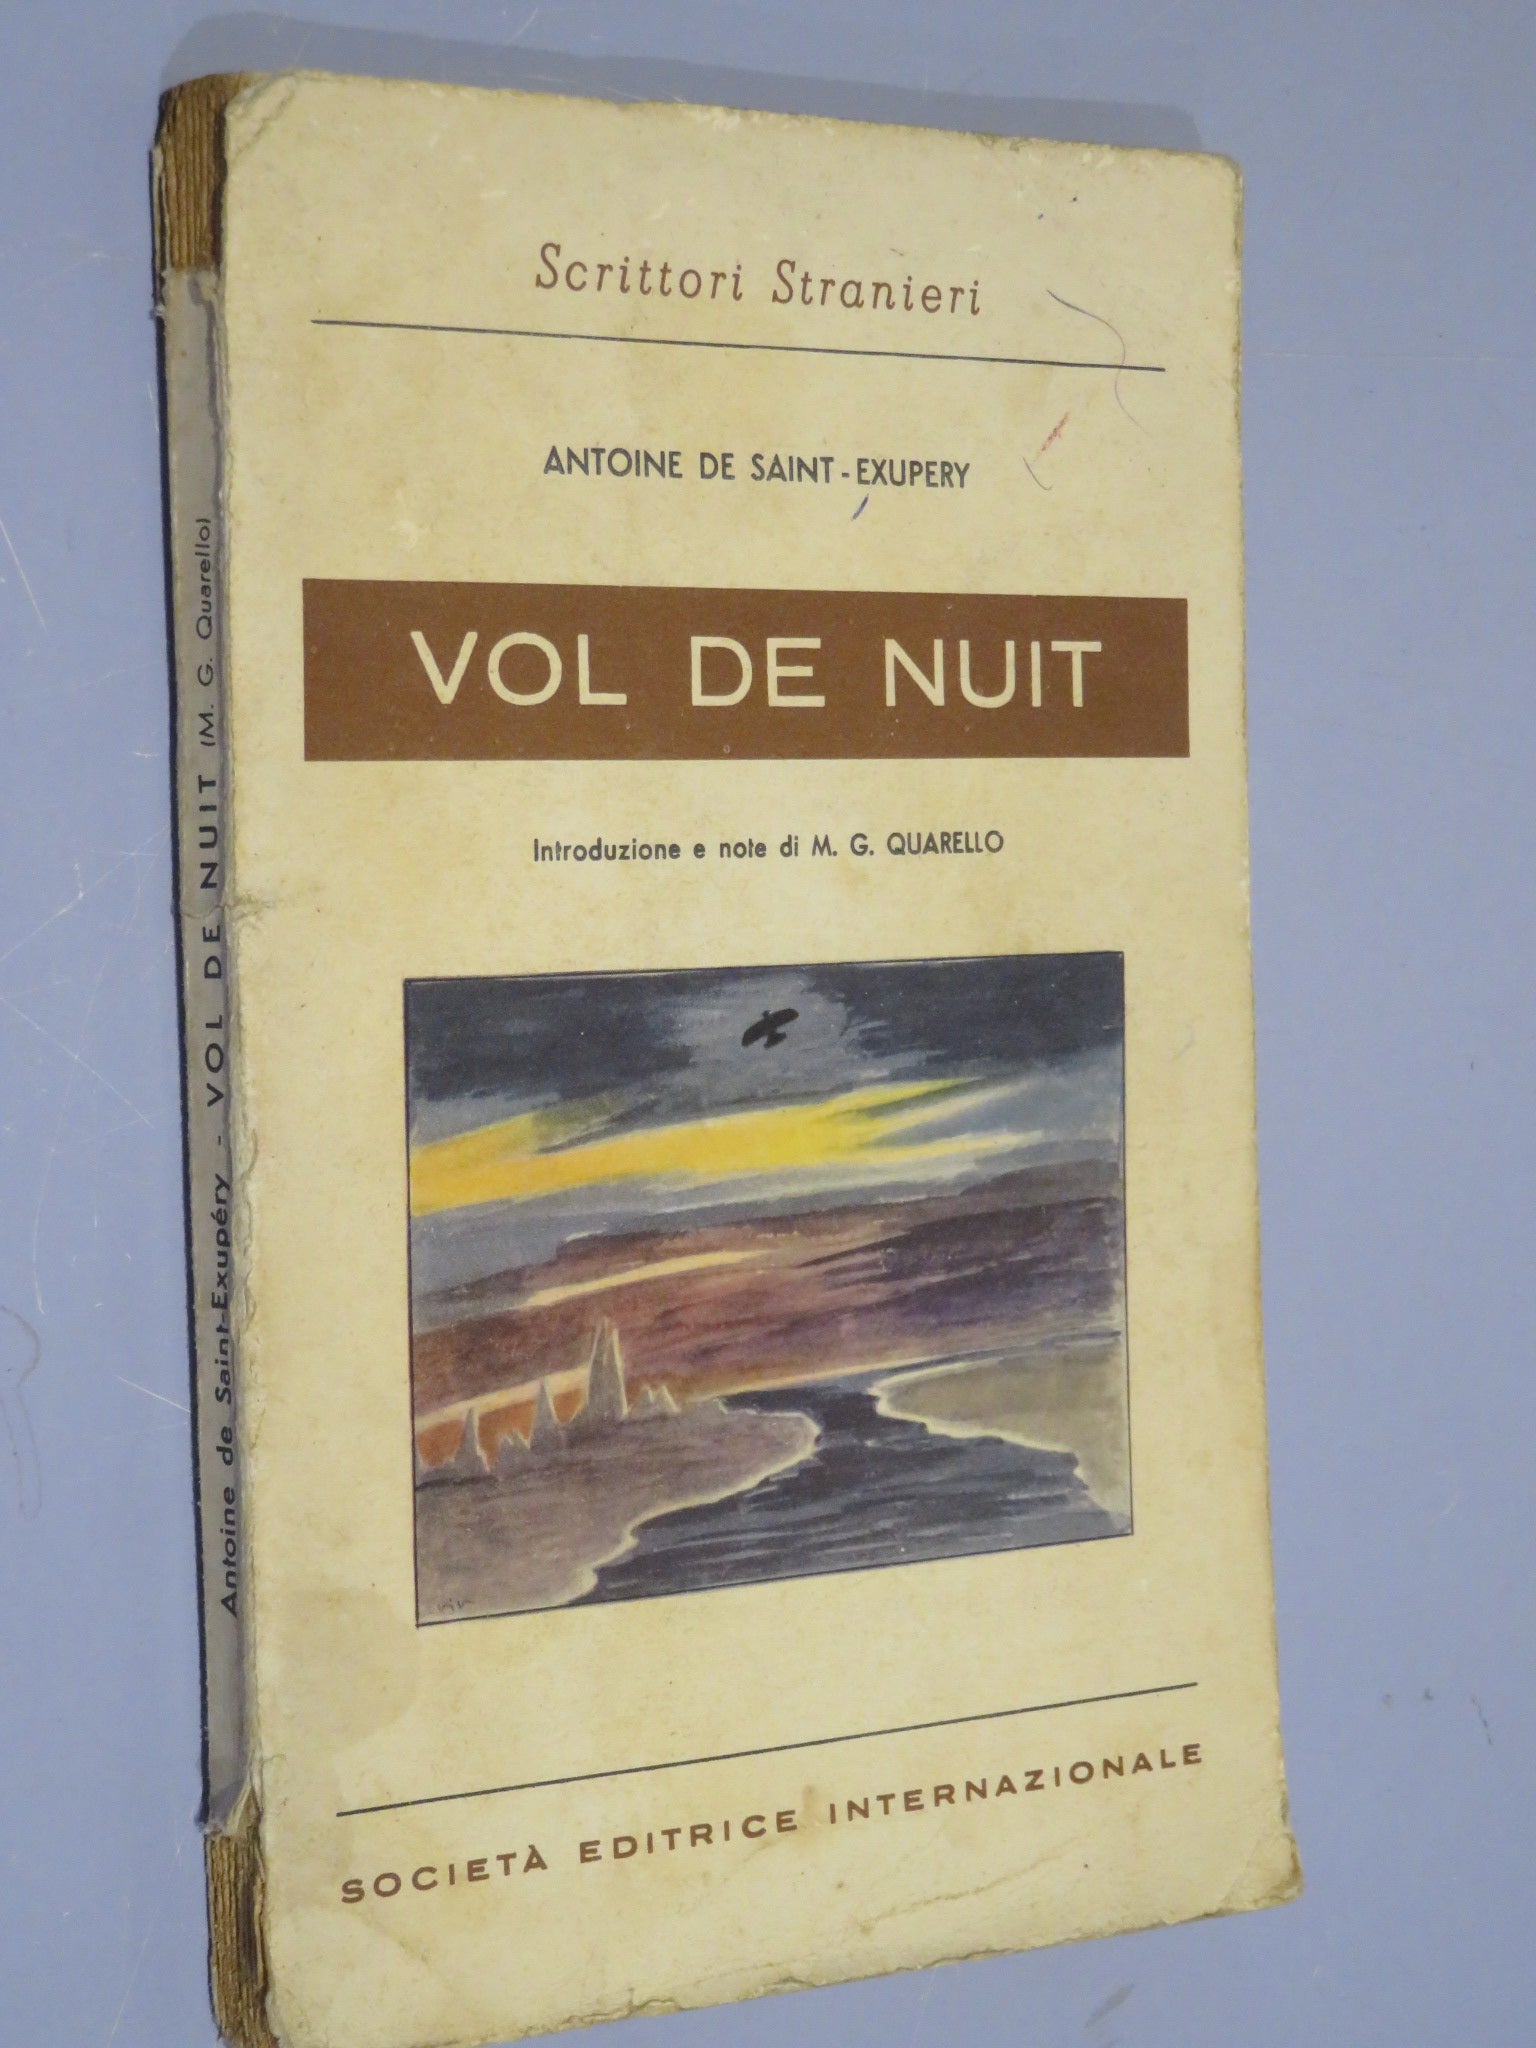 Scrittori Stranieri
ANTOINE DE SAINT-EXUPERY
VOL DE NUIT
Introduzione e note di M. G. QUARELLO
SOCIETÀ EDITRICE INTERNAZIONALE
Antoine de Saint-Exupéry - VOL DE NUIT (M. G. Quarello)